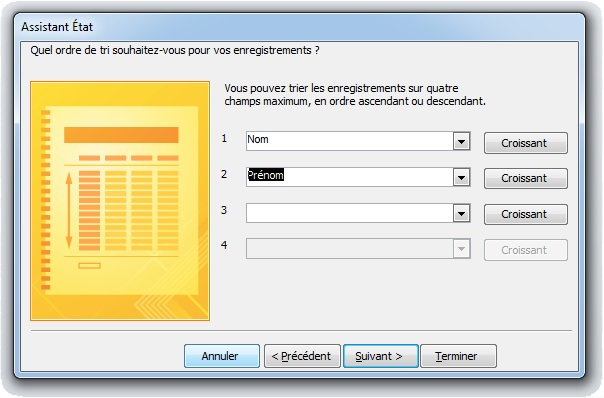 Assistant État
Quel ordre de tri souhaitez-vous pour vos enregistrements ?
Vous pouvez trier les enregistrements sur quatre
champs maximum, en ordre ascendant ou descendant.
1 Nom Croissant
2 Prénom Croissant
3 Croissant
4 Croissant
Annuler < Précédent Suivant > Terminer